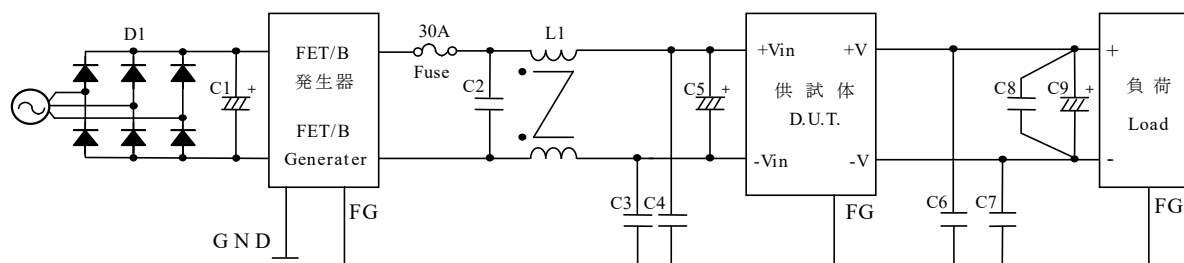 D1
C1
+
FET/B
発生器
FET/B
Generater
FG
GND
30A
Fuse
C2
L1
C3
C4
C5
+
+Vin
+V
供試体
D.U.T.
-Vin
-V
FG
C6
C7
C8
C9
+
+
負荷
Load
-
FG